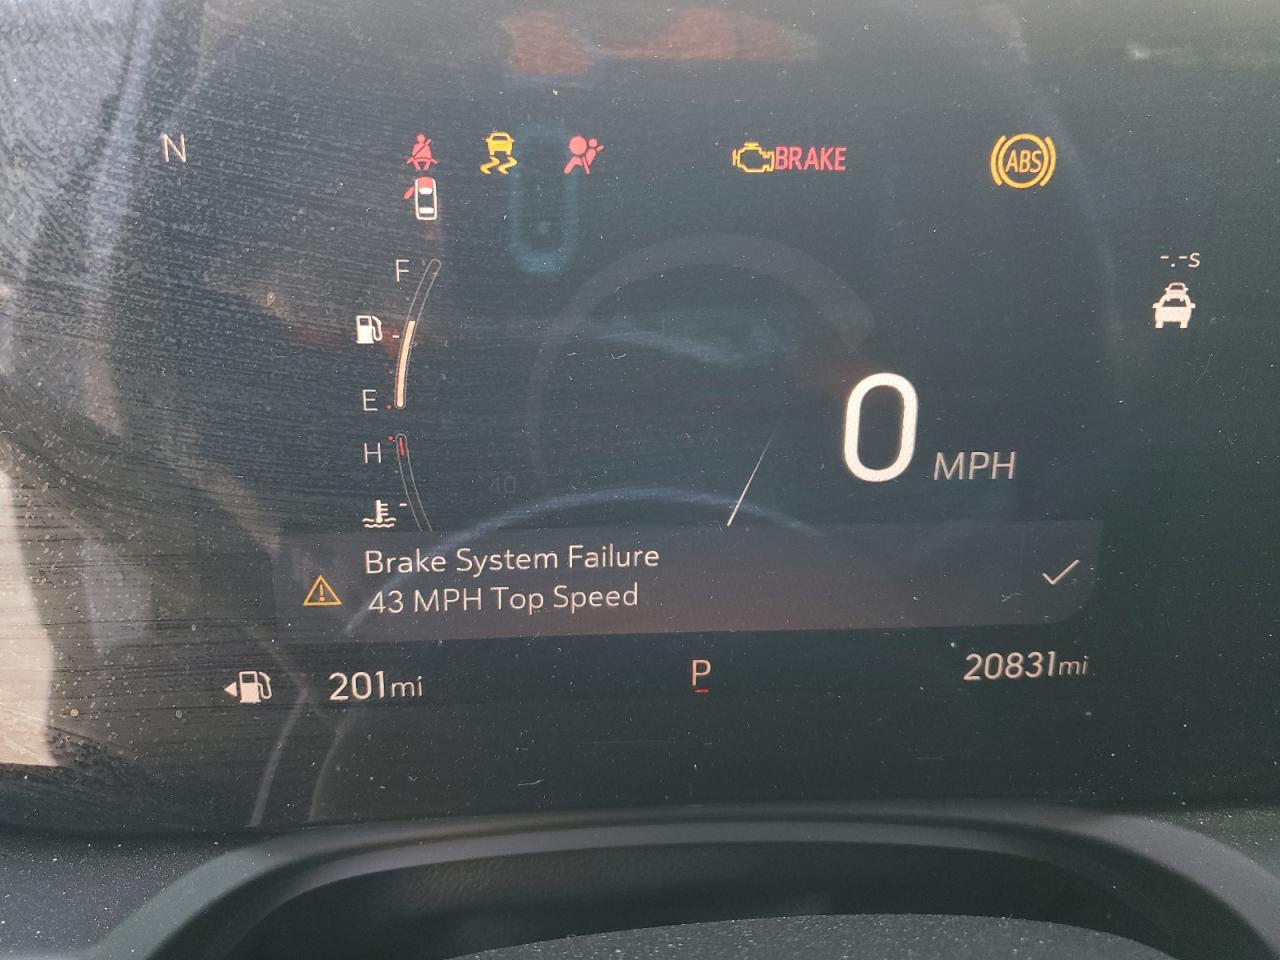 N
BRAKE
ABS
F
-.-s
E
0 MPH
H
40
Brake System Failure
43 MPH Top Speed
201mi
P
20831mi